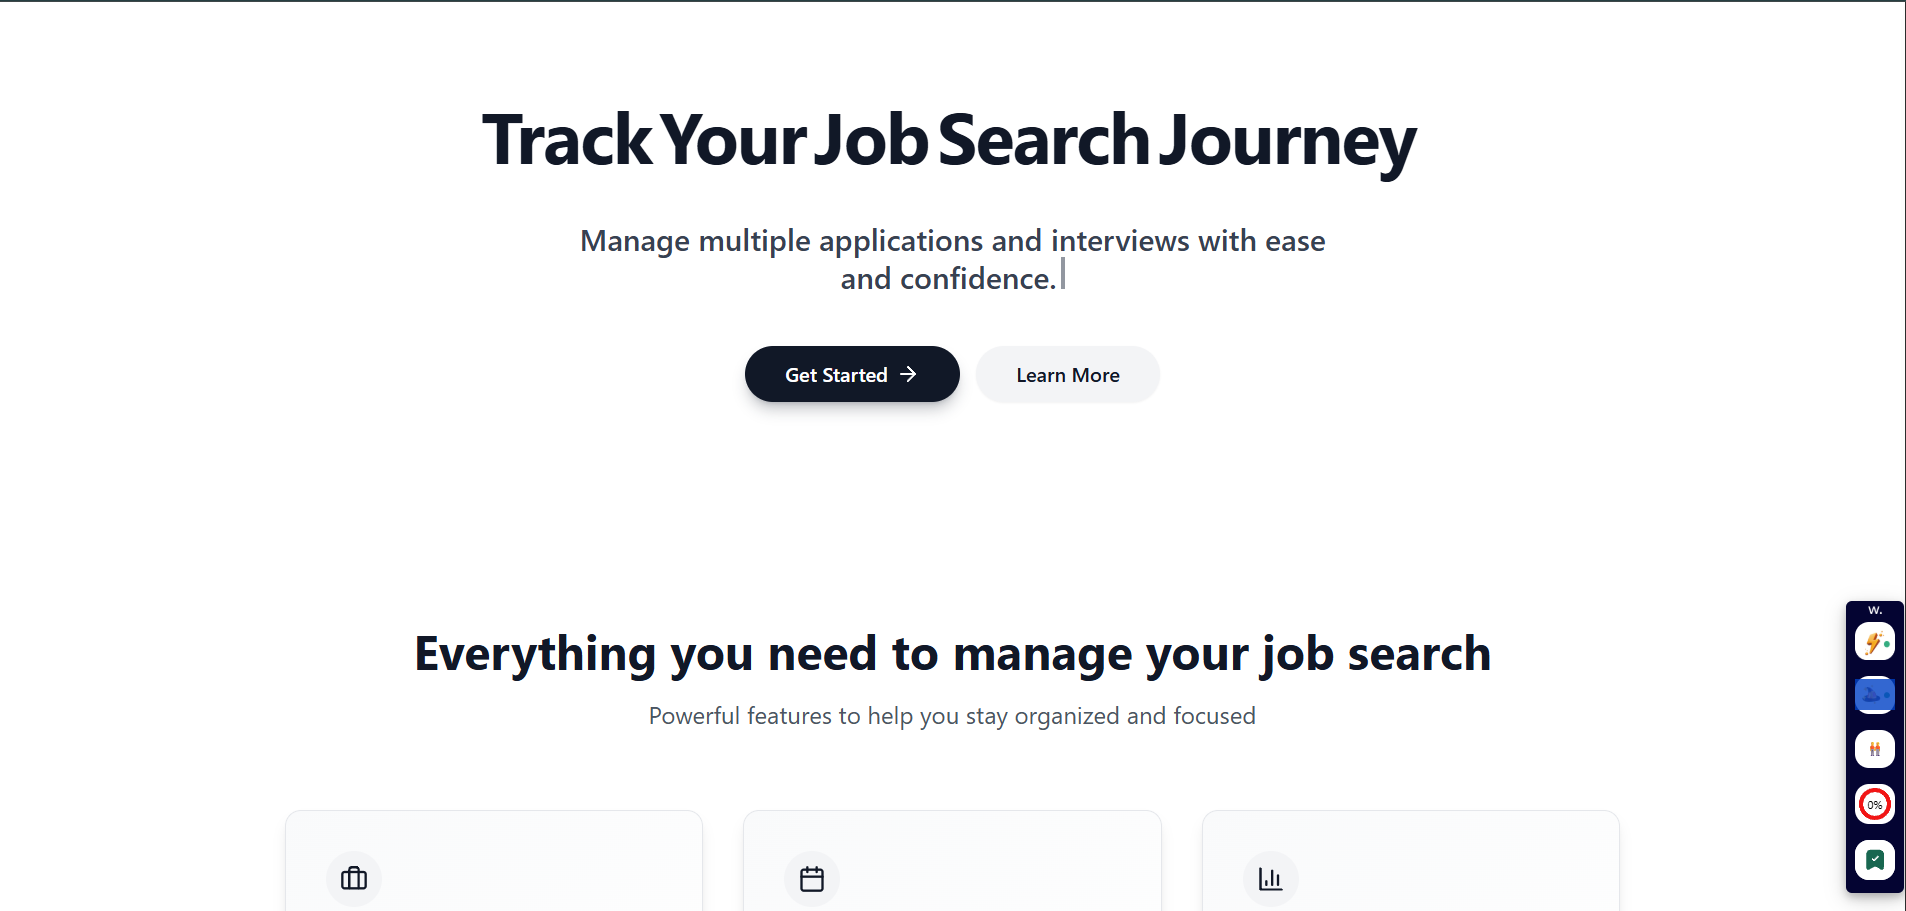 Track Your Job Search Journey
Manage multiple applications and interviews with ease
and confidence.
Get Started
Learn More
Everything you need to manage your job search
Powerful features to help you stay organized and focused
w.
0%